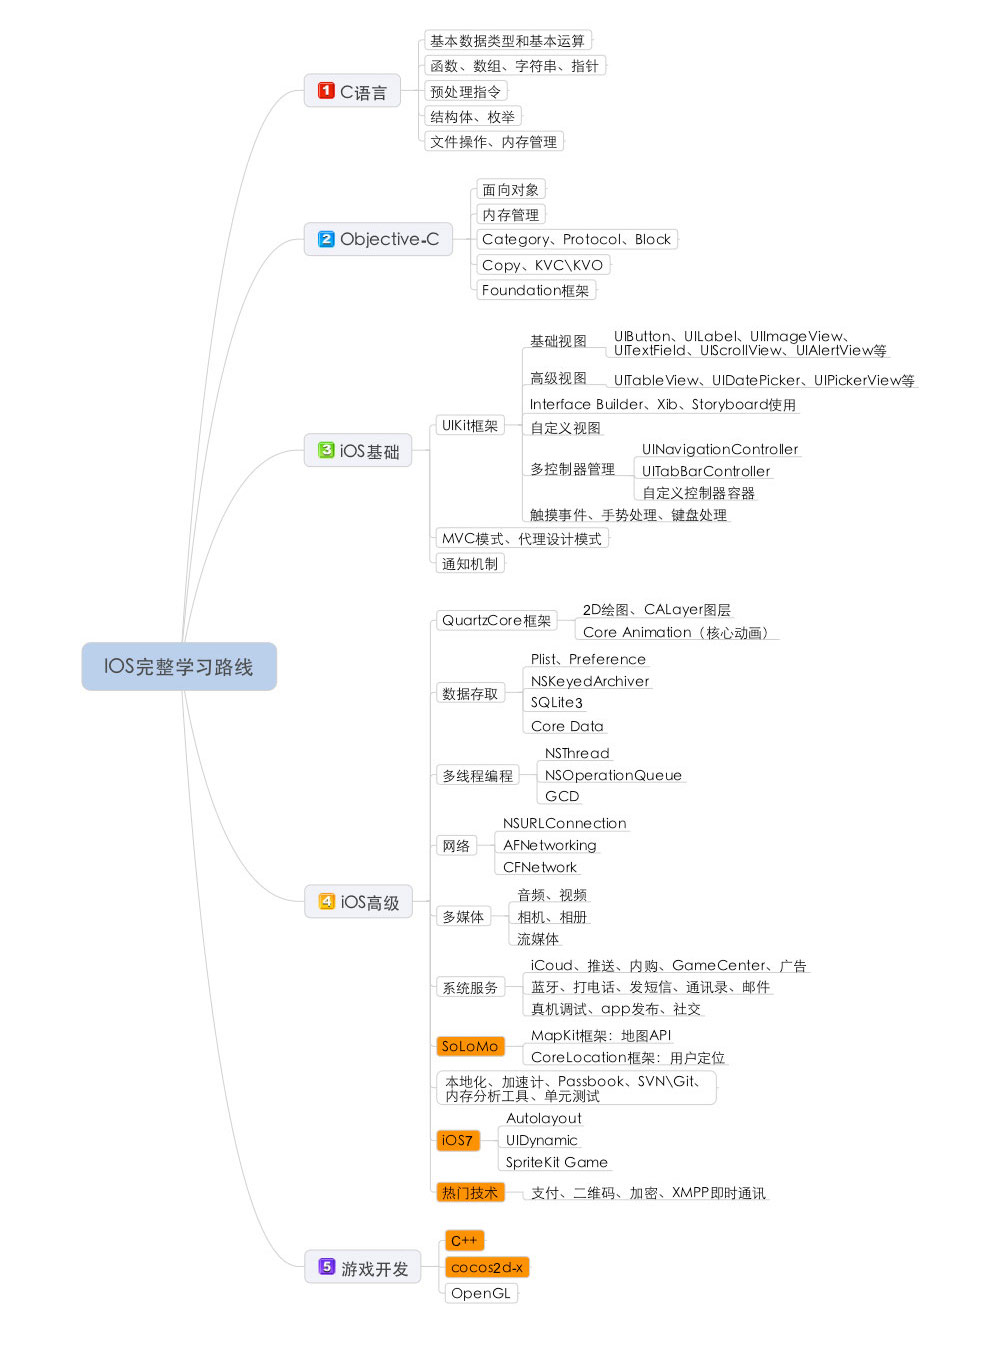 IOS完整学习路线
1 C语言
基本数据类型和基本运算
函数、数组、字符串、指针
预处理指令
结构体、枚举
文件操作、内存管理
2 Objective-C
面向对象
内存管理
Category、Protocol、Block
Copy、KVC\KVO
Foundation框架
3 iOS基础
UIKit框架
基础视图
UIButton、UILabel、UIImageView、
UITextField、UIScrollView、UIAlertView等
高级视图
UITableView、UIDatePicker、UIPickerView等
Interface Builder、Xib、Storyboard使用
自定义视图
多控制器管理
UINavigationController
UITabBarController
自定义控制器容器
触摸事件、手势处理、键盘处理
MVC模式、代理设计模式
通知机制
4 iOS高级
QuartzCore框架
2D绘图、CALayer图层
Core Animation（核心动画）
数据存取
Plist、Preference
NSKeyedArchiver
SQLite3
Core Data
多线程编程
NSThread
NSOperationQueue
GCD
网络
NSURLConnection
AFNetworking
CFNetwork
多媒体
音频、视频
相机、相册
流媒体
系统服务
iCoud、推送、内购、GameCenter、广告
蓝牙、打电话、发短信、通讯录、邮件
真机调试、app发布、社交
SoLoMo
MapKit框架：地图API
CoreLocation框架：用户定位
本地化、加速计、Passbook、SVN\Git、
内存分析工具、单元测试
iOS7
Autolayout
UIDynamic
SpriteKit Game
热门技术
支付、二维码、加密、XMPP即时通讯
5 游戏开发
C++
cocos2d-x
OpenGL